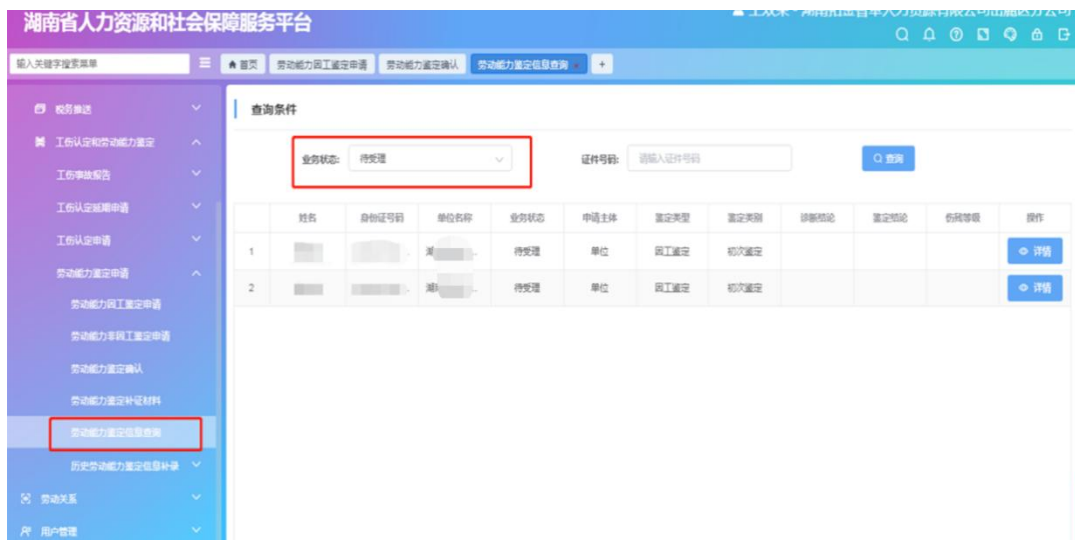 湖南省人力资源和社会保障服务平台
输入关键字搜索菜单
首页 劳动能力因工鉴定申请 劳动能力鉴定确认 劳动能力鉴定信息查询 × +
税务推送
工伤认定和劳动能力鉴定
工伤事故报告
工伤认定延期申请
工伤认定申请
劳动能力鉴定申请
劳动能力因工鉴定申请
劳动能力非因工鉴定申请
劳动能力鉴定确认
劳动能力鉴定补证材料
劳动能力鉴定信息查询
历史劳动能力鉴定信息补录
劳动关系
用户管理
查询条件
业务状态: 待受理 证件号码: 请输入证件号码 查询
姓名 身份证号码 单位名称 业务状态 申请主体 鉴定类型 鉴定类别 诊断结论 鉴定结论 伤残等级 操作
1 湖 待受理 单位 因工鉴定 初次鉴定 详情
2 湖 待受理 单位 因工鉴定 初次鉴定 详情